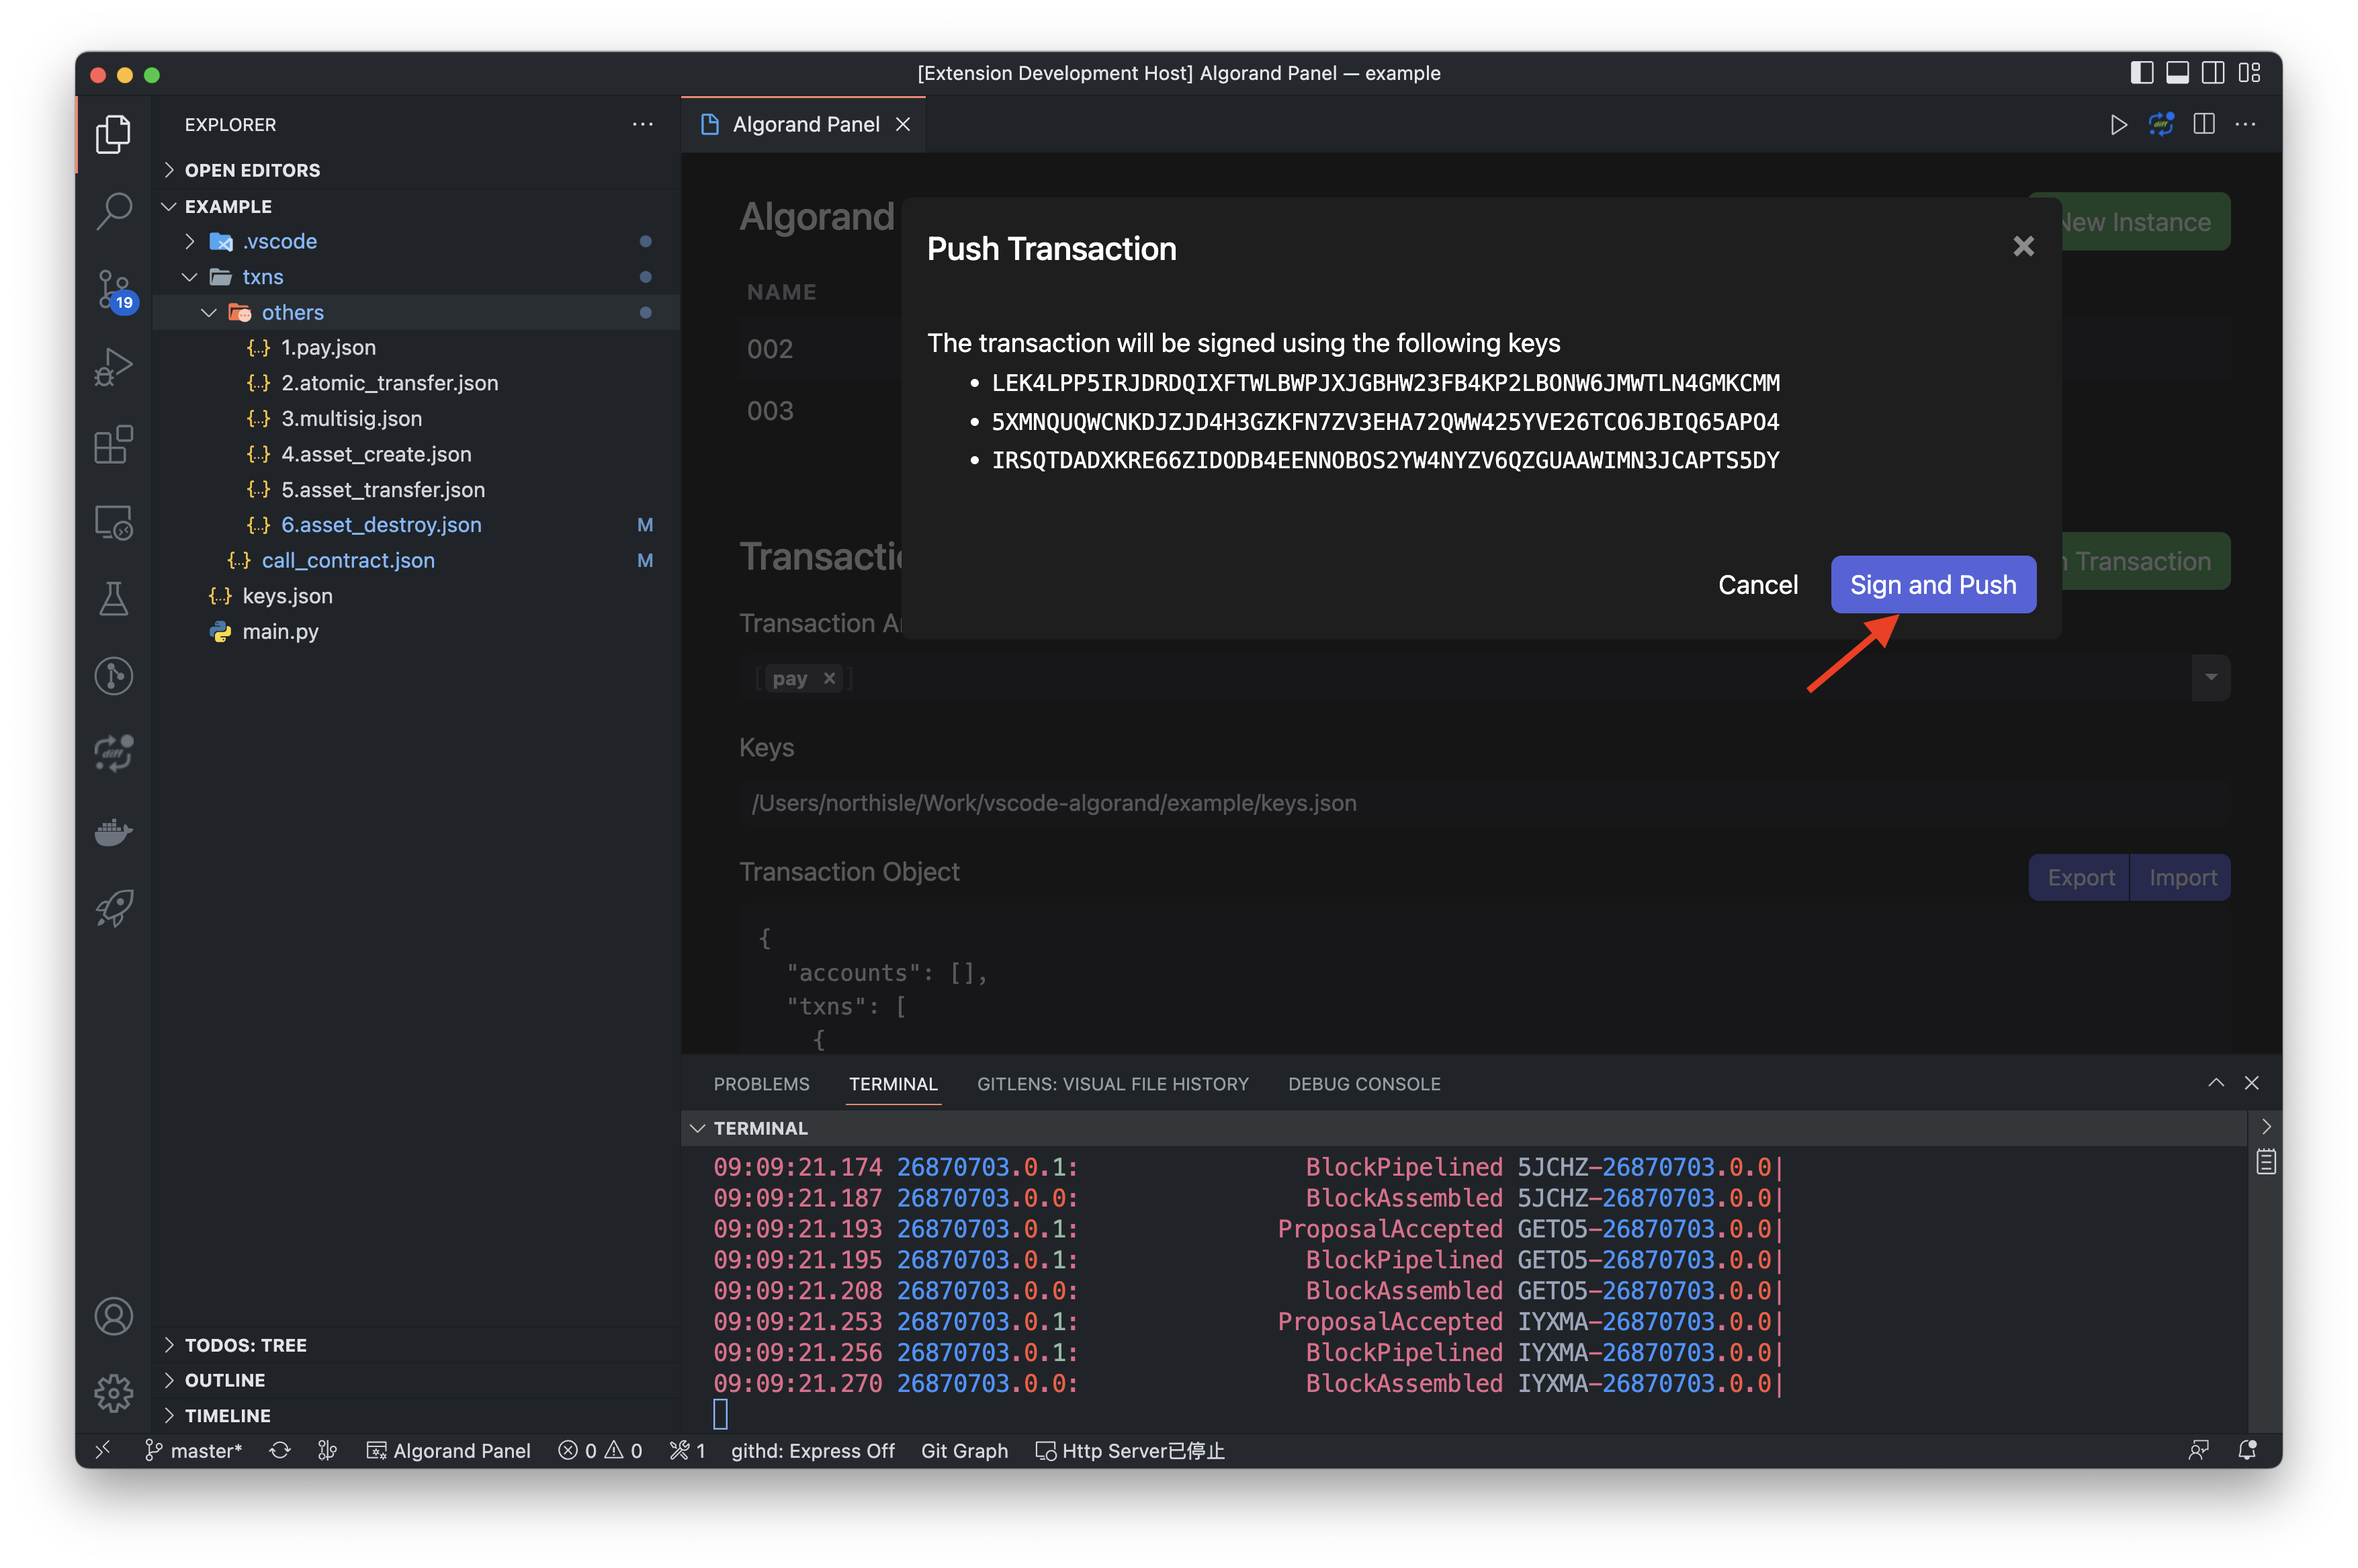 [Extension Development Host] Algorand Panel — example
EXPLORER
OPEN EDITORS
EXAMPLE
.vscode
txns
others
{..} 1.pay.json
{..} 2.atomic_transfer.json
{..} 3.multisig.json
{..} 4.asset_create.json
{..} 5.asset_transfer.json
{..} 6.asset_destroy.json M
{..} call_contract.json M
{..} keys.json
main.py
19
diff
TODOS: TREE
OUTLINE
TIMELINE
Algorand Panel
diff
Algorand
New Instance
NAME
002
003
Push Transaction
The transaction will be signed using the following keys
• LEK4LPP5IRJDRDQIXFTWLBWPJXJGBHW23FB4KP2LBONW6JMWTLN4GMKCMM
• 5XMNQUQWCNKDJZJD4H3GZKFN7ZV3EHA72QWW425YVE26TCO6JBIQ65APO4
• IRSQTDADXKRE66ZIDODB4EENNOBOS2YW4NYZV6QZGUAAWIMN3JCAPTS5DY
Cancel
Sign and Push
Transaction
Transaction
[ pay × ]
Keys
/Users/northisle/Work/vscode-algorand/example/keys.json
Transaction Object
Export
Import
{
"accounts": [],
"txns": [
{
PROBLEMS TERMINAL GITLENS: VISUAL FILE HISTORY DEBUG CONSOLE
TERMINAL
09:09:21.174 26870703.0.1: BlockPipelined 5JCHZ-26870703.0.0|
09:09:21.187 26870703.0.0: BlockAssembled 5JCHZ-26870703.0.0|
09:09:21.193 26870703.0.1: ProposalAccepted GETO5-26870703.0.0|
09:09:21.195 26870703.0.1: BlockPipelined GETO5-26870703.0.0|
09:09:21.208 26870703.0.0: BlockAssembled GETO5-26870703.0.0|
09:09:21.253 26870703.0.1: ProposalAccepted IYXMA-26870703.0.0|
09:09:21.256 26870703.0.1: BlockPipelined IYXMA-26870703.0.0|
09:09:21.270 26870703.0.0: BlockAssembled IYXMA-26870703.0.0|
master* Algorand Panel 0 0 1 githd: Express Off Git Graph Http Server已停止